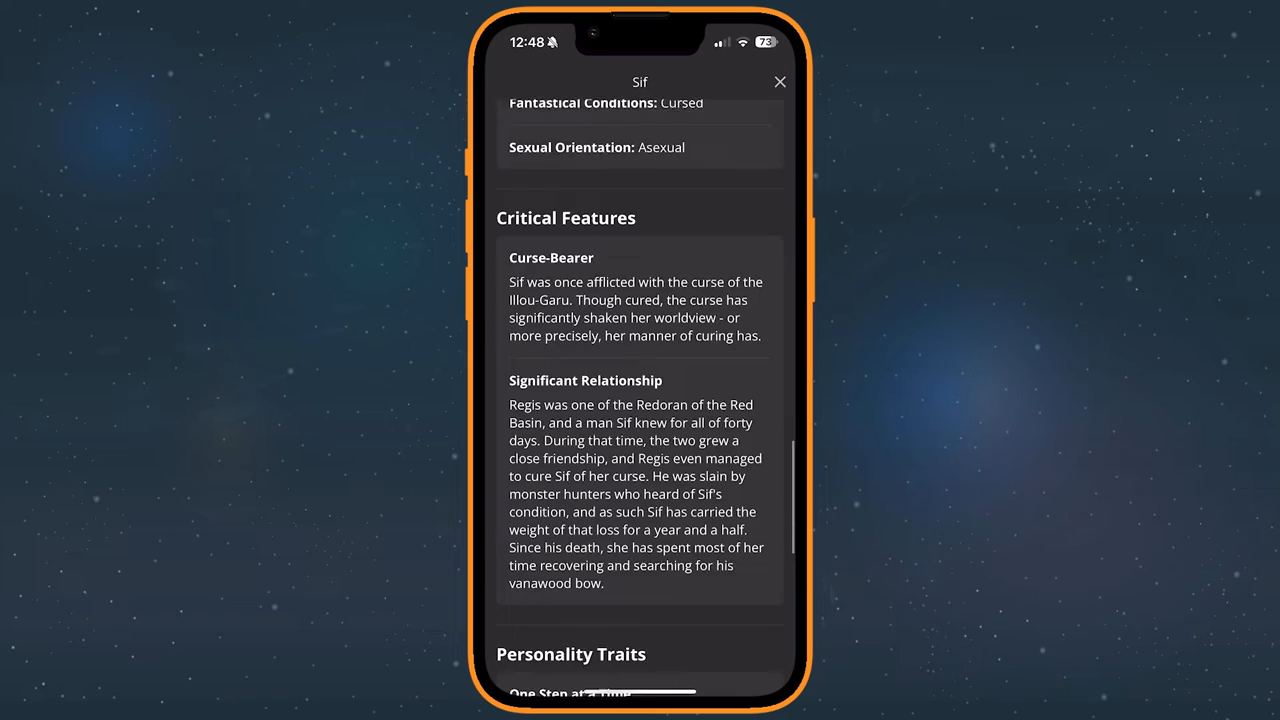 12:48
73
Sif
Fantastical Conditions: Cursed
Sexual Orientation: Asexual
Critical Features
Curse-Bearer
Sif was once afflicted with the curse of the
Illou-Garu. Though cured, the curse has
significantly shaken her worldview - or
more precisely, her manner of curing has.
Significant Relationship
Regis was one of the Redoran of the Red
Basin, and a man Sif knew for all of forty
days. During that time, the two grew a
close friendship, and Regis even managed
to cure Sif of her curse. He was slain by
monster hunters who heard of Sif's
condition, and as such Sif has carried the
weight of that loss for a year and a half.
Since his death, she has spent most of her
time recovering and searching for his
vanawood bow.
Personality Traits
One Step at a Time